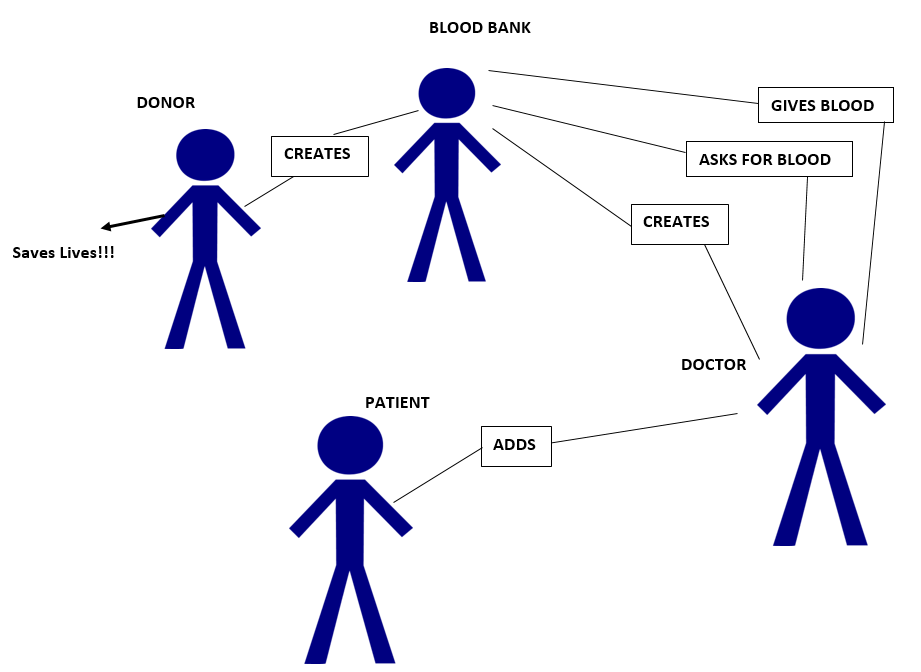 BLOOD BANK
DONOR
GIVES BLOOD
CREATES
ASKS FOR BLOOD
CREATES
Saves Lives!!!
DOCTOR
PATIENT
ADDS